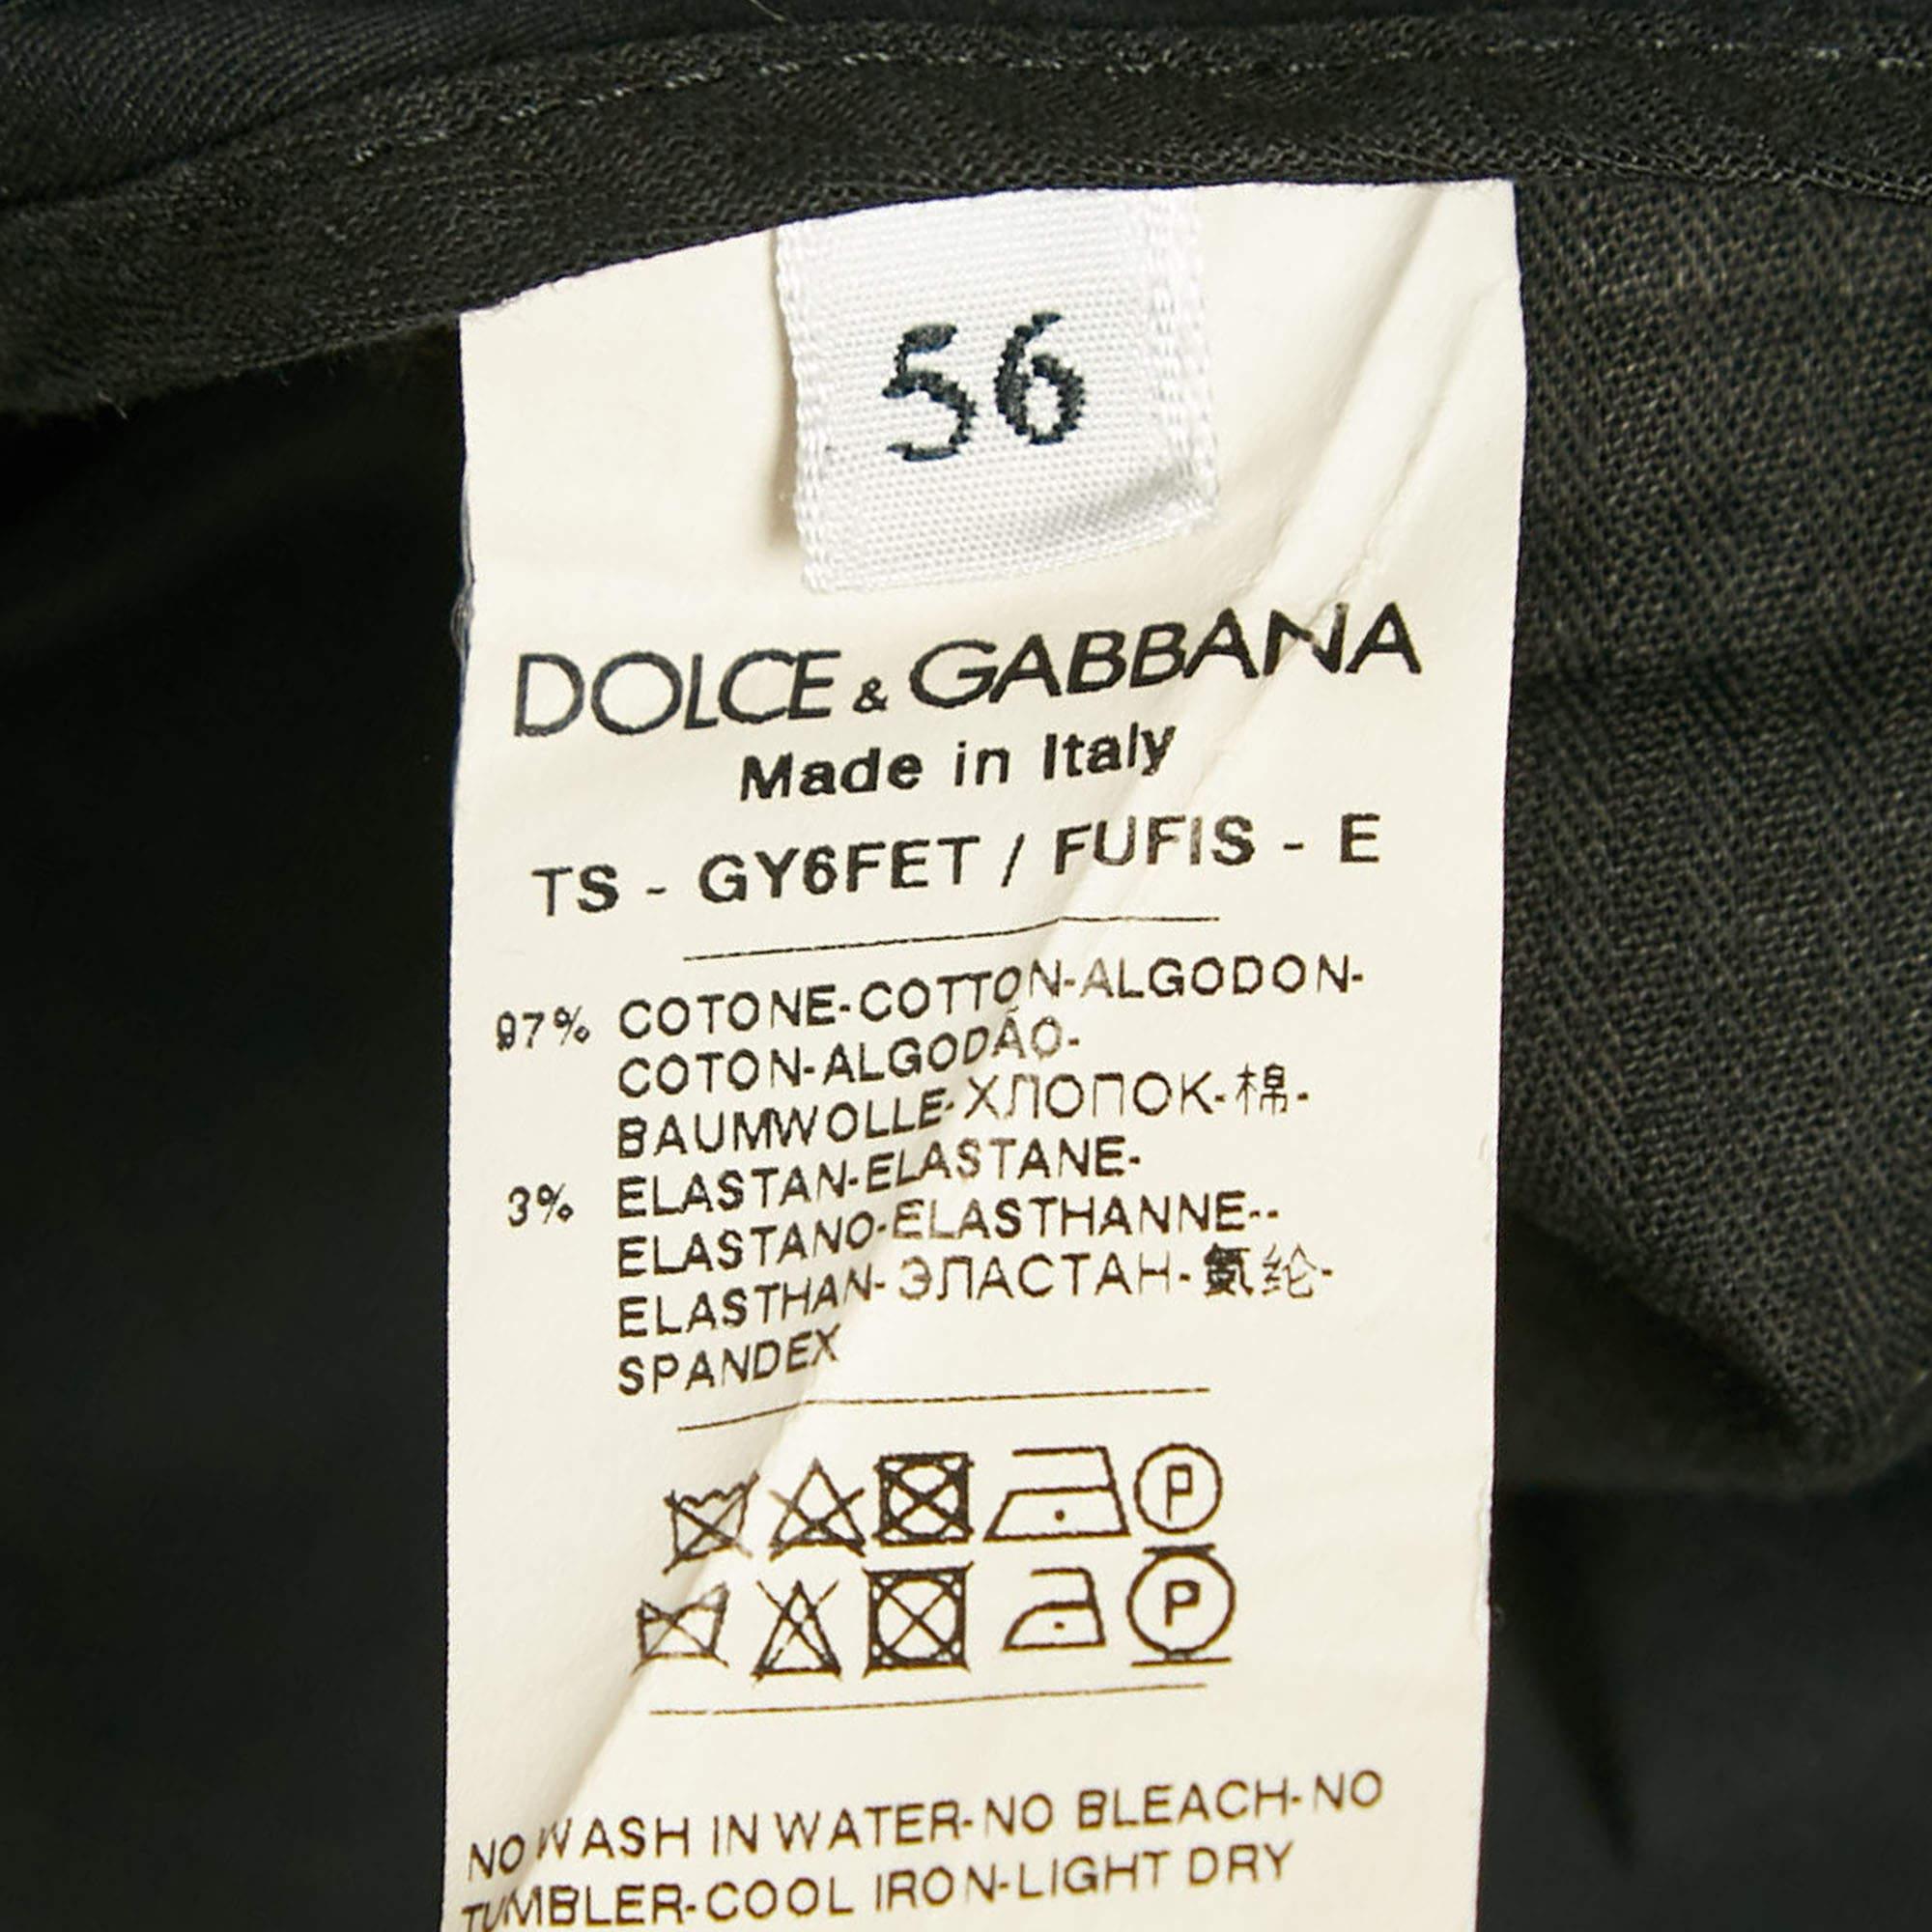 56
DOLCE & GABBANA
Made in Italy
TS - GY6FET / FUFIS - E
97% COTONE-COTTON-ALGODON-
COTON-ALGODÃO-
BAUMWOLLE-ХЛОПОК-棉-
3% ELASTAN-ELASTANE-
ELASTANO-ELASTHANNE--
ELASTHAN-ЭЛАСТАН-氨纶-
SPANDEX
P
P
NO WASH IN WATER-NO BLEACH-NO
TUMBLER-COOL IRON-LIGHT DRY